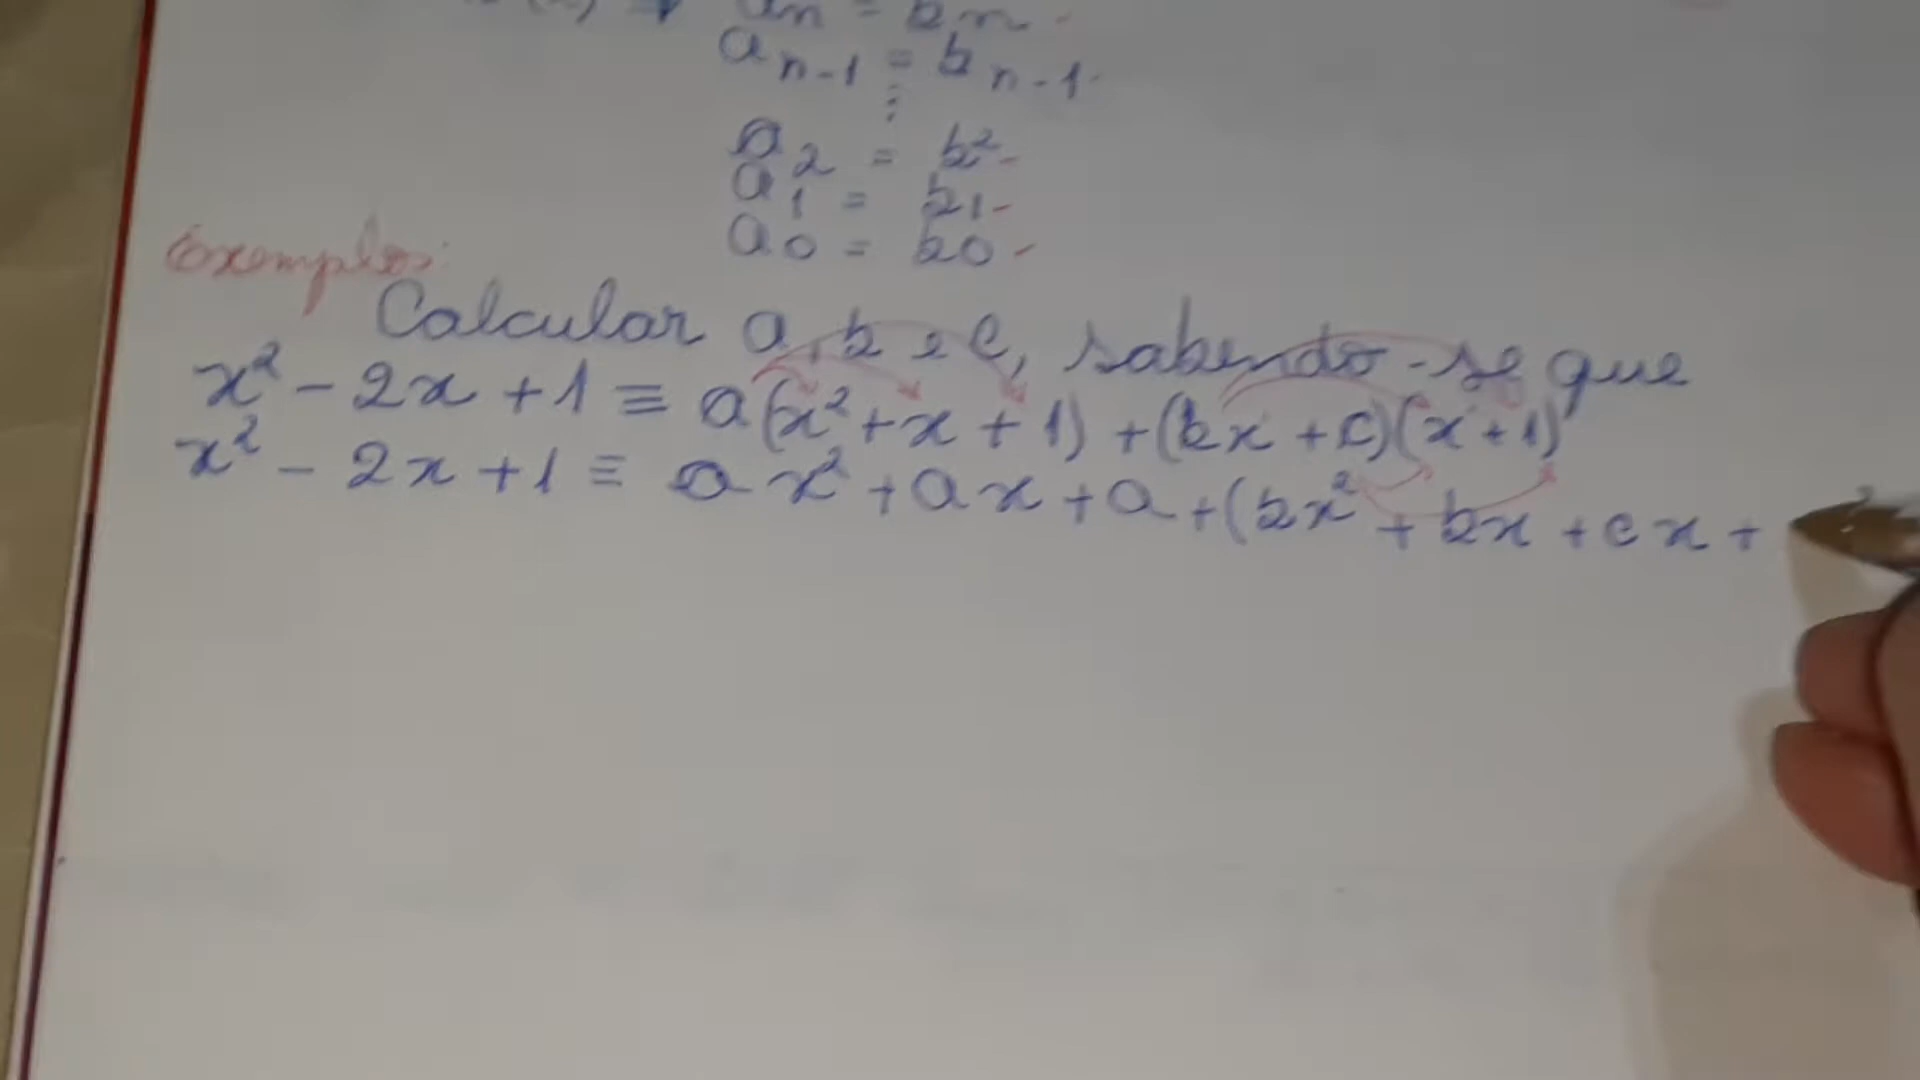 an = bn
a n-1 = b n-1
⋮
a2 = b²
a1 = b1
a0 = b0
Exemplos:
Calcular a, b e c, sabendo-se que
x² - 2x + 1 ≡ a(x² + x + 1) + (bx + c)(x + 1)
x² - 2x + 1 ≡ ax² + ax + a + (bx² + bx + cx +